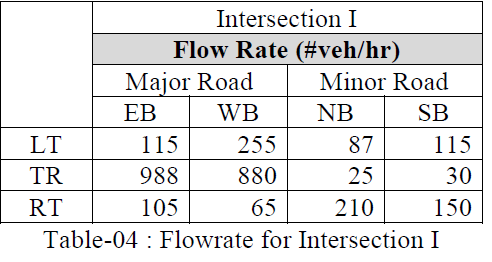 Intersection I
Flow Rate (#veh/hr)
Major Road Minor Road
EB WB NB SB
LT 115 255 87 115
TR 988 880 25 30
RT 105 65 210 150
Table-04 : Flowrate for Intersection I